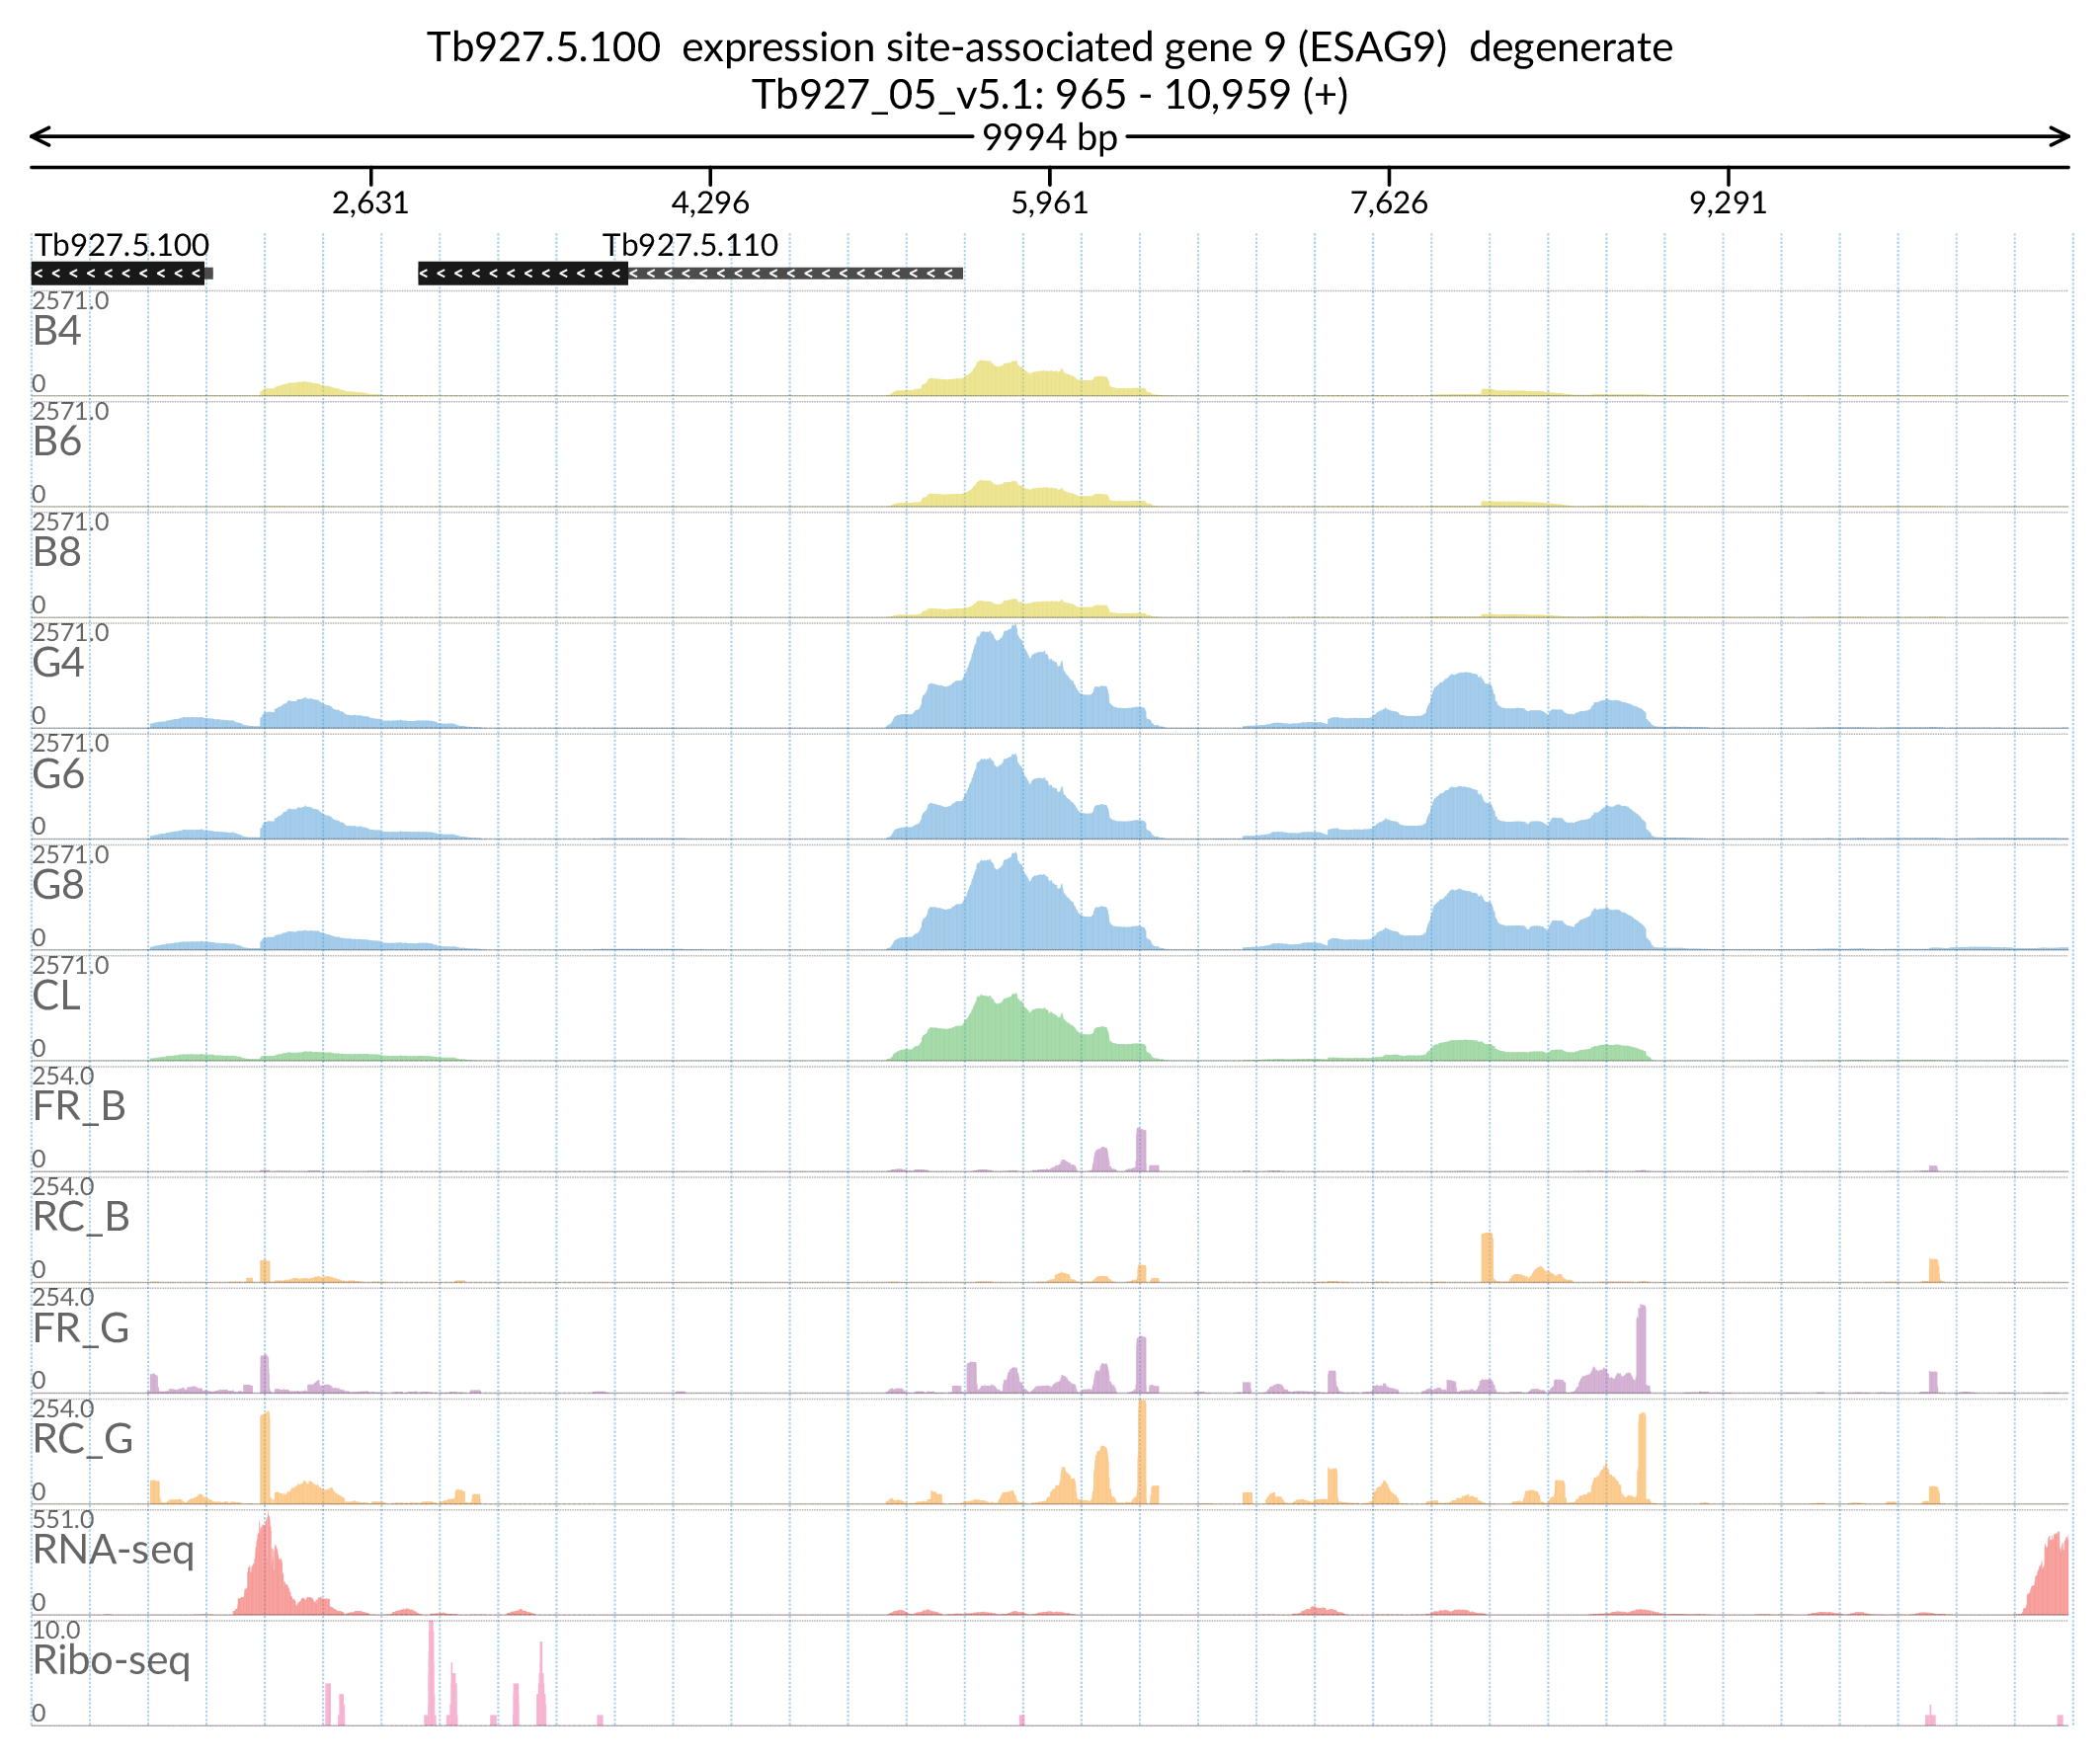 Tb927.5.100  expression site-associated gene 9 (ESAG9)  degenerate
Tb927_05_v5.1: 965 - 10,959 (+)
9994 bp
2,631 4,296 5,961 7,626 9,291
Tb927.5.100 Tb927.5.110
2571.0
B4
0
2571.0
B6
0
2571.0
B8
0
2571.0
G4
0
2571.0
G6
0
2571.0
G8
0
2571.0
CL
0
254.0
FR_B
0
254.0
RC_B
0
254.0
FR_G
0
254.0
RC_G
0
551.0
RNA-seq
0
10.0
Ribo-seq
0